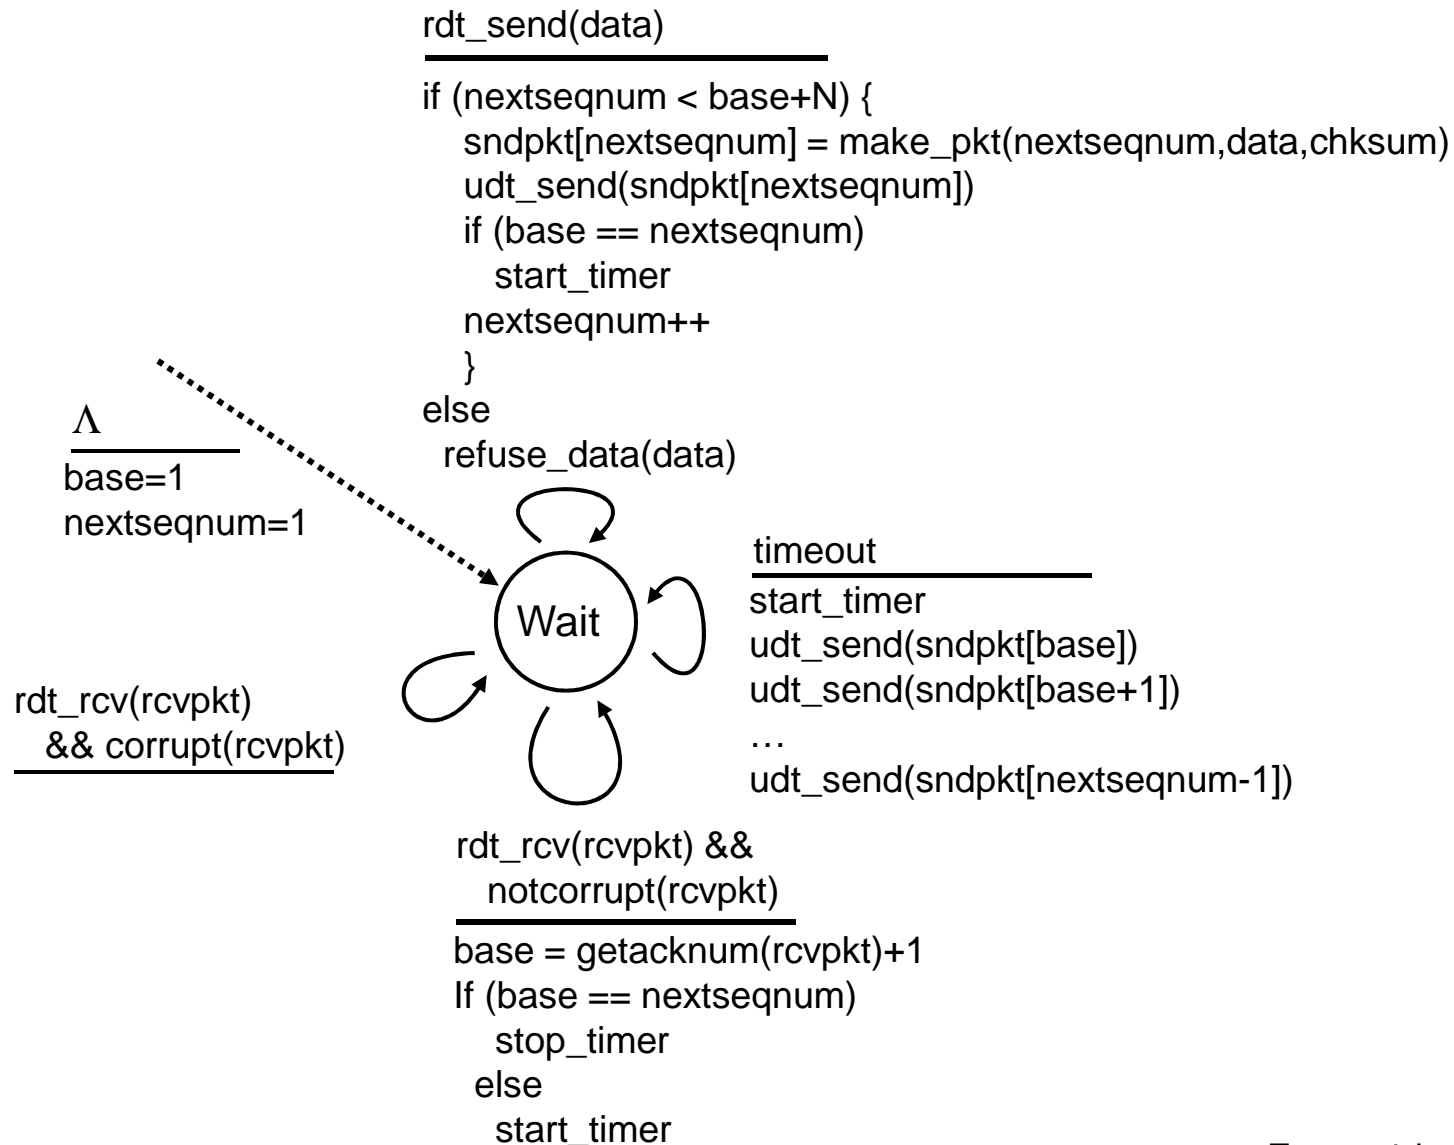 rdt_send(data)
if (nextseqnum < base+N) {
sndpkt[nextseqnum] = make_pkt(nextseqnum,data,chksum)
udt_send(sndpkt[nextseqnum])
if (base == nextseqnum)
start_timer
nextseqnum++
}
else
refuse_data(data)
Λ
base=1
nextseqnum=1
Wait
timeout
start_timer
udt_send(sndpkt[base])
udt_send(sndpkt[base+1])
…
udt_send(sndpkt[nextseqnum-1])
rdt_rcv(rcvpkt)
&& corrupt(rcvpkt)
rdt_rcv(rcvpkt) &&
notcorrupt(rcvpkt)
base = getacknum(rcvpkt)+1
If (base == nextseqnum)
stop_timer
else
start_timer